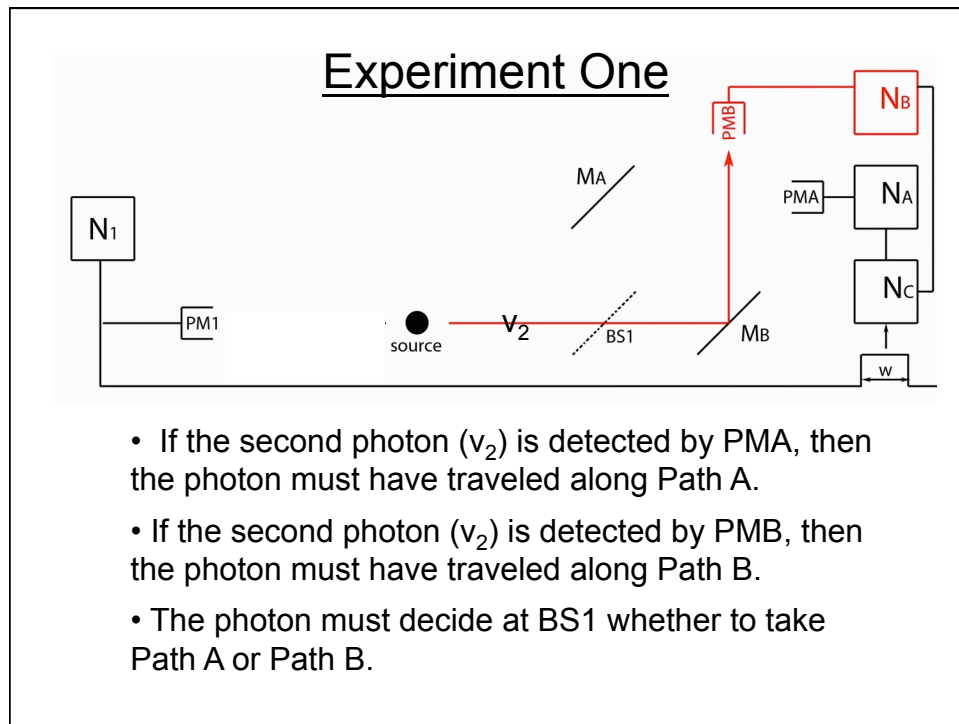 Experiment One
NB
PMB
MA
PMA
NA
N1
NC
PM1
source
v2
BS1
MB
w
• If the second photon (v2) is detected by PMA, then
the photon must have traveled along Path A.
• If the second photon (v2) is detected by PMB, then
the photon must have traveled along Path B.
• The photon must decide at BS1 whether to take
Path A or Path B.